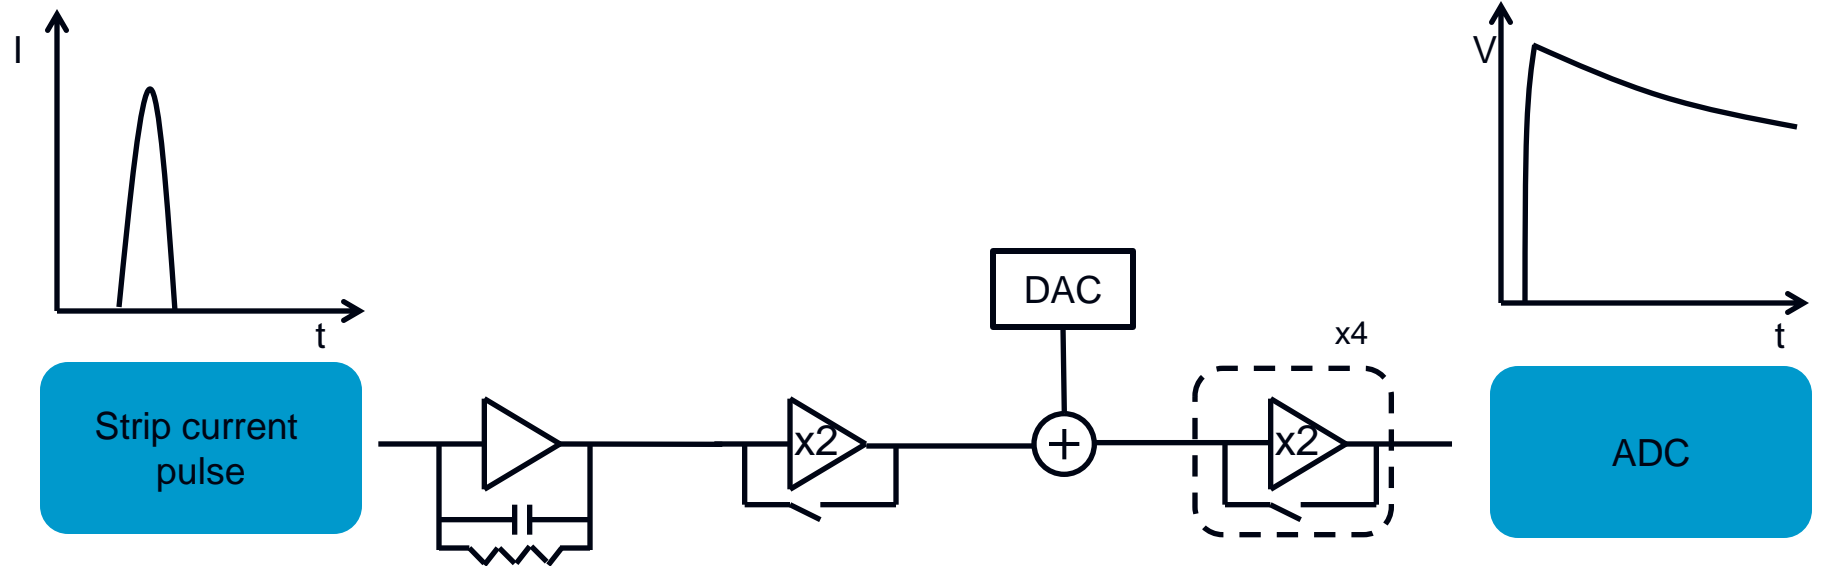 I
t
Strip current
pulse
x2
DAC
+
x4
x2
V
t
ADC